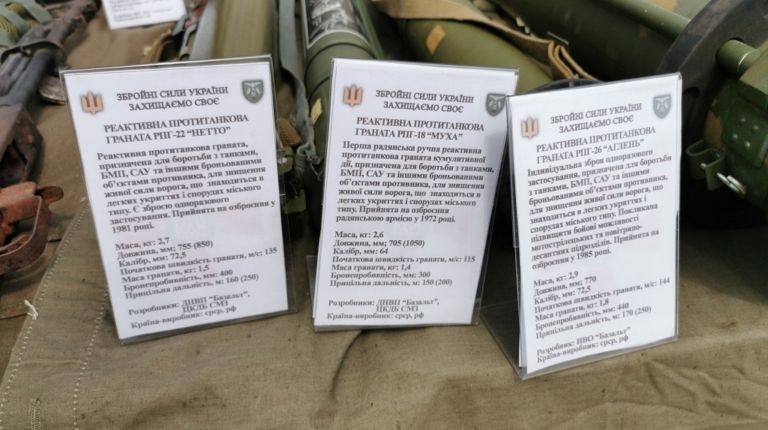 ЗБРОЙНІ СИЛИ УКРАЇНИ
ЗАХИЩАЄМО СВОЄ
РЕАКТИВНА ПРОТИТАНКОВА
ГРАНАТА РПГ-22 “НЕТТО”
Реактивна протитанкова граната,
призначена для боротьби з танками,
БМП, САУ та іншими броньованими
об’єктами противника, для знищення
живої сили ворога, що знаходиться в
легких укриттях і спорудах міського
типу. Є зброєю одноразового
застосування. Прийнята на озброєння у
1981 році.
Маса, кг: 2,7
Довжина, мм: 755 (850)
Калібр, мм: 72,5
Початкова швидкість гранати, м/с: 135
Маса гранати, кг: 1,5
Бронепробивність, мм: 400
Прицільна дальність, м: 160 (250)
Розробники: ДНВП “Базальт”,
ЦКДБ СМЗ
Країна-виробник: срср, рф
ЗБРОЙНІ СИЛИ УКРАЇНИ
ЗАХИЩАЄМО СВОЄ
РЕАКТИВНА ПРОТИТАНКОВА
ГРАНАТА РПГ-18 “МУХА”
Перша радянська ручна реактивна
протитанкова граната кумулятивної
дії, призначена для боротьби з танками,
БМП, САУ та іншими броньованими
об’єктами противника, для знищення
живої сили ворога, що знаходиться в
легких укриттях і спорудах міського
типу. Прийнята на озброєння
радянською армією у 1972 році.
Маса, кг: 2,6
Довжина, мм: 705 (1050)
Калібр, мм: 64
Початкова швидкість гранати, м/с: 115
Маса гранати, кг: 1,4
Бронепробивність, мм: 300
Прицільна дальність, м: 150 (200)
Розробники: ДНВП “Базальт”,
ЦКДБ СМЗ
Країна-виробник: срср, рф
ЗБРОЙНІ СИЛИ УКРАЇНИ
ЗАХИЩАЄМО СВОЄ
РЕАКТИВНА ПРОТИТАНКОВА
ГРАНАТА РПГ-26 “АГЛЕНЬ”
Індивідуальна зброя одноразового
застосування, призначена для боротьби
з танками, БМП, САУ та іншими
броньованими об’єктами противника,
для знищення живої сили ворога, що
знаходиться в легких укриттях і
спорудах міського типу. Покликана
підвищити бойові можливості
мотострілецьких та повітряно-
десантних підрозділів. Прийнята на
озброєння у 1985 році.
Маса, кг: 2,9
Довжина, мм: 770
Калібр, мм: 72,5
Початкова швидкість гранати, м/с: 144
Маса гранати, кг: 1,8
Бронепробивність, мм: 440
Прицільна дальність, м: 170 (250)
Розробники: НВО “Базальт”
Країна-виробник: срср, рф